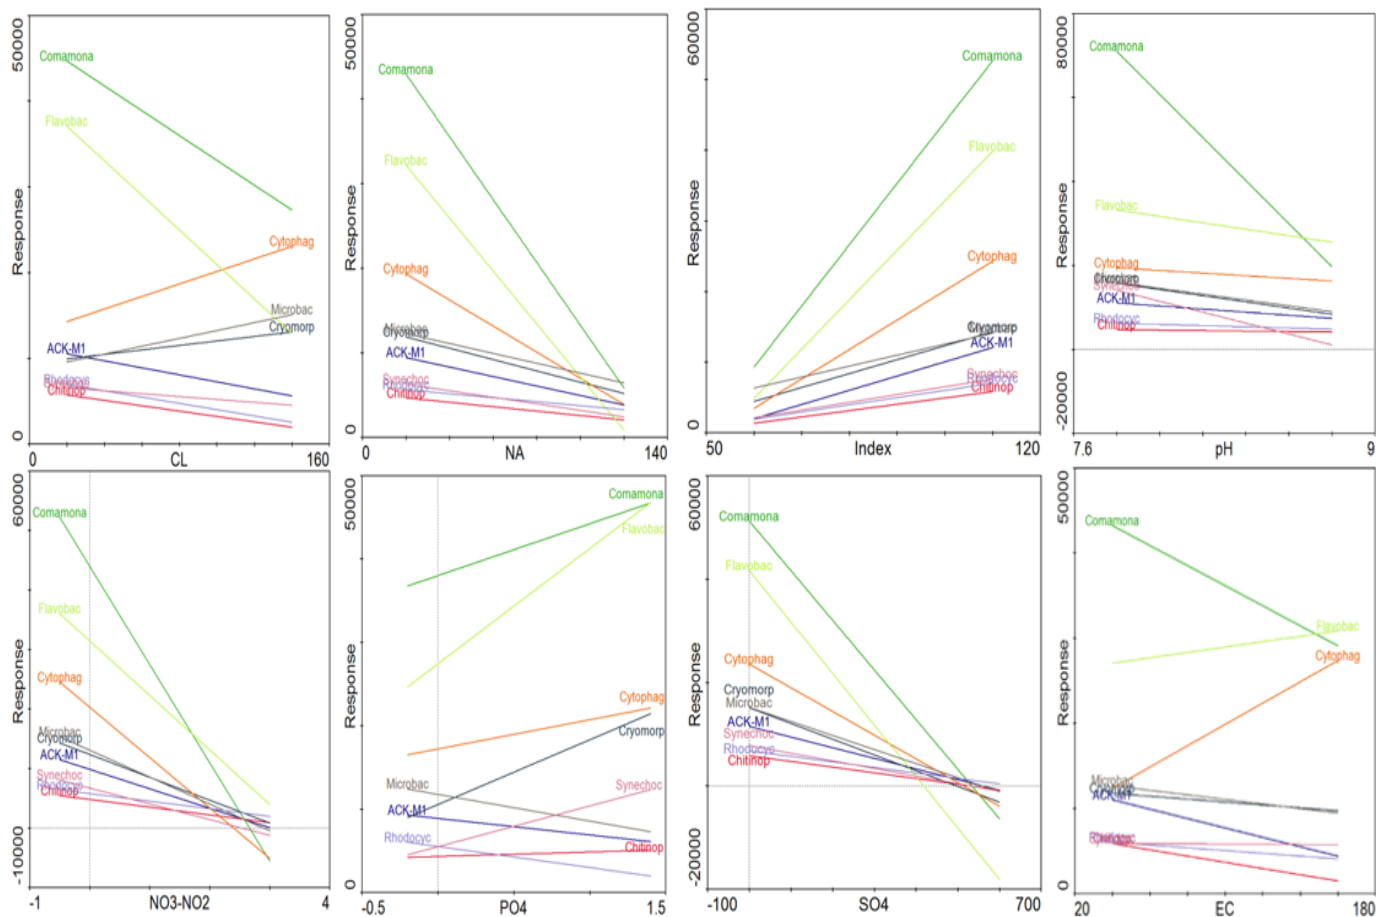 50000
Response
0
Comamona
Flavobac
Cytophag
Microbac
Cryomorp
ACK-M1
Rhodocyc
Chitinop
0 CL 160
50000
Response
0
Comamona
Flavobac
Cytophag
Microbac
Cryomorp
ACK-M1
Synechoc
Rhodocyc
Chitinop
0 NA 140
60000
Response
0
Comamona
Flavobac
Cytophag
Cryomorp
ACK-M1
Synechoc
Rhodocyc
Chitinop
50 Index 120
80000
Response
-20000
Comamona
Flavobac
Cytophag
Cryomorp
Synechoc
ACK-M1
Rhodocyc
Chitinop
7.6 pH 9
60000
Response
-10000
Comamona
Flavobac
Cytophag
Microbac
Cryomorp
ACK-M1
Synechoc
Rhodocyc
Chitinop
-1 NO3-NO2 4
50000
Response
0
Comamona
Flavobac
Cytophag
Cryomorp
Microbac
Synechoc
ACK-M1
Rhodocyc
Chitinop
-0.5 PO4 1.5
60000
Response
-20000
Comamona
Flavobac
Cytophag
Cryomorp
Microbac
ACK-M1
Synechoc
Rhodocyc
Chitinop
-100 SO4 700
50000
Response
0
Comamona
Flavobac
Cytophag
Microbac
Cryomorp
ACK-M1
20 EC 180